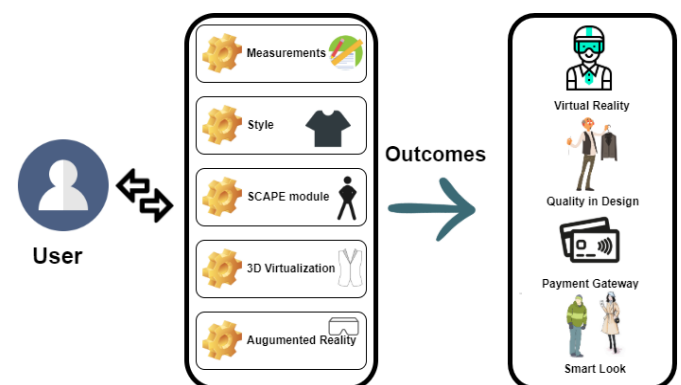 Measurements
Style
SCAPE module
3D Virtualization
Augumented Reality
User
Outcomes
Virtual Reality
Quality in Design
Payment Gateway
Smart Look